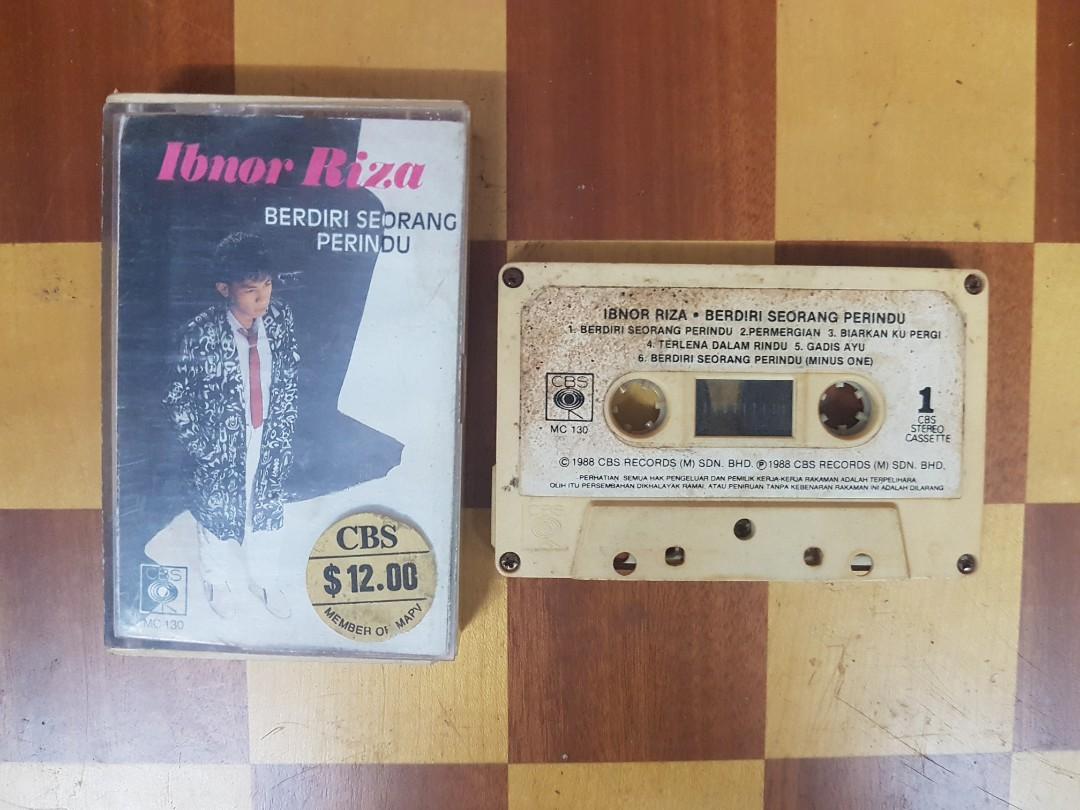 Ibnor Riza
BERDIRI SEORANG
PERINDU
CBS
$12.00
MEMBER OF MAPV
CBS
MC 130
IBNOR RIZA • BERDIRI SEORANG PERINDU
1. BERDIRI SEORANG PERINDU 2.PERMERGIAN 3. BIARKAN KU PERGI
4. TERLENA DALAM RINDU 5. GADIS AYU
6. BERDIRI SEORANG PERINDU (MINUS ONE)
CBS
MC 130
1
CBS
STEREO
CASSETTE
©1988 CBS RECORDS (M) SDN. BHD. ℗1988 CBS RECORDS (M) SDN. BHD.
PERHATIAN SEMUA HAK PENGELUAR DAN PEMILIK KERJA-KERJA RAKAMAN ADALAH TERPELIHARA
OLIH ITU PERSEMBAHAN DIKHALAYAK RAMAI, ATAU PENIRUAN TANPA KEBENARAN RAKAMAN INI ADALAH DILARANG
CBS